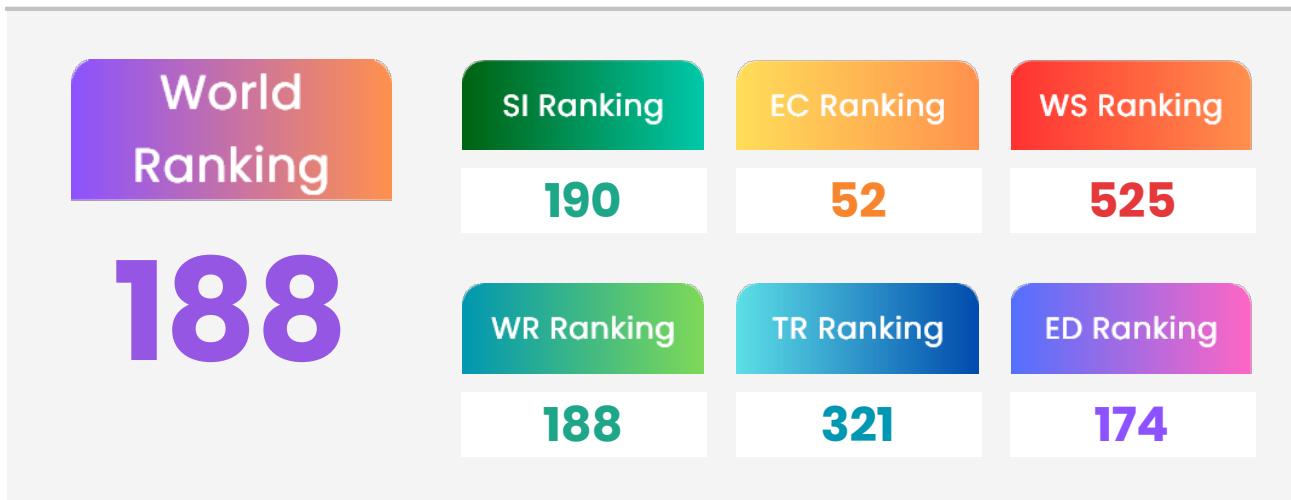 World
Ranking
188
SI Ranking
190
EC Ranking
52
WS Ranking
525
WR Ranking
188
TR Ranking
321
ED Ranking
174